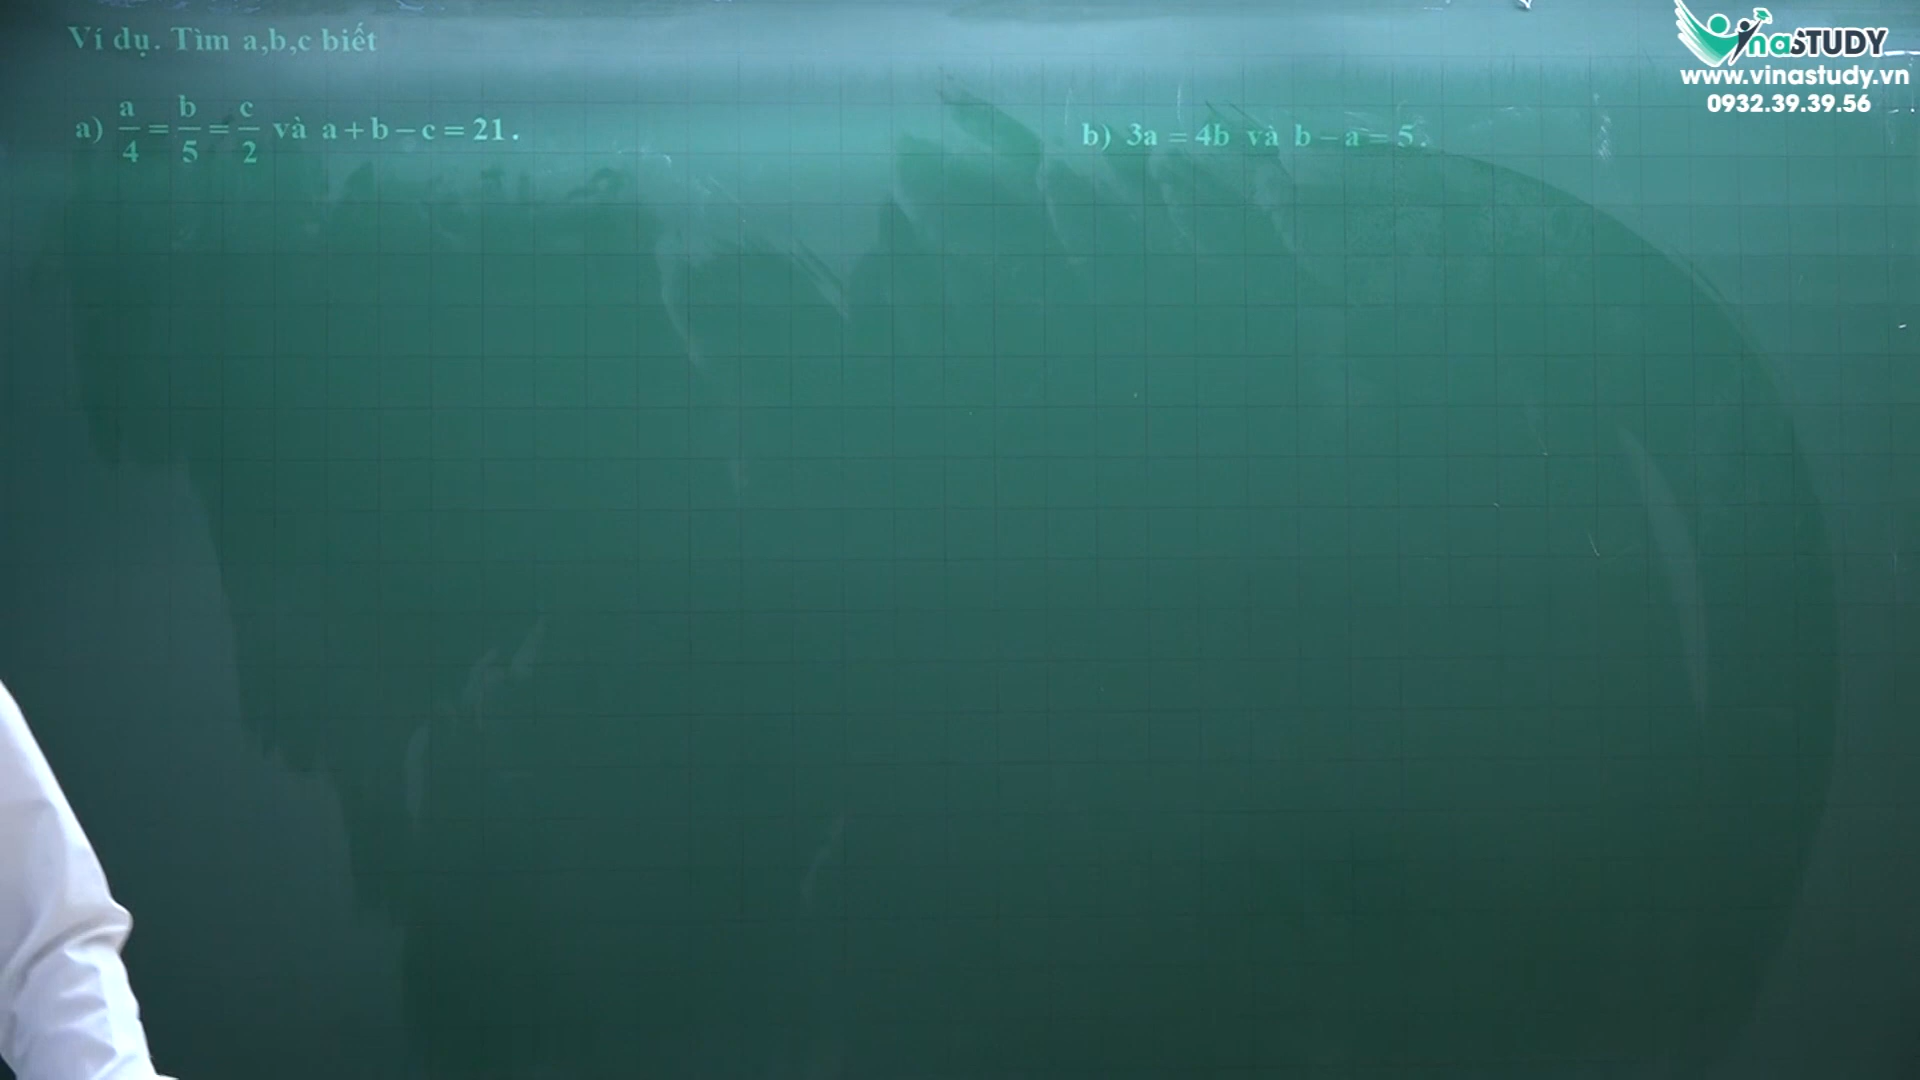 Ví dụ. Tìm a,b,c biết
a) a/4 = b/5 = c/2 và a + b − c = 21.
b) 3a = 4b và b − a = 5.
VinaSTUDY
www.vinastudy.vn
0932.39.39.56